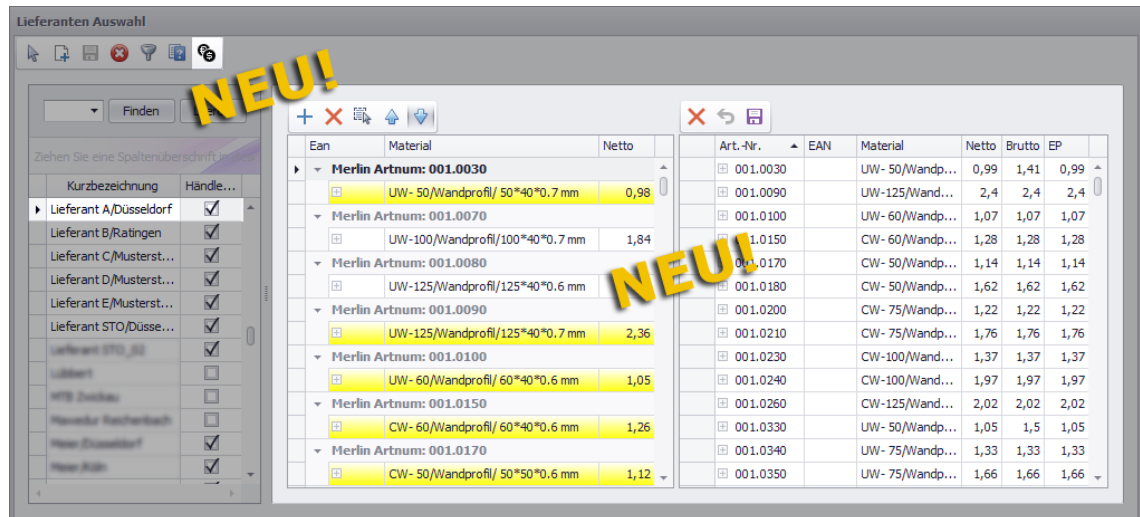 Lieferanten Auswahl
NEU!
Finden
Ziehen Sie eine Spaltenüberschrift
Kurzbezeichnung Händle...
Lieferant A/Düsseldorf
Lieferant B/Ratingen
Lieferant C/Musterst...
Lieferant D/Musterst...
Lieferant E/Musterst...
Lieferant STO/Düsse...
Lieferant STO_02
Lübbert
MTB Zwickau
Meier/Düsseldorf
Meier/Köln
Ean Material Netto
Merlin Artnum: 001.0030
UW- 50/Wandprofil/ 50*40*0.7 mm 0,98
Merlin Artnum: 001.0070
UW-100/Wandprofil/100*40*0.7 mm 1,84
Merlin Artnum: 001.0080
UW-125/Wandprofil/125*40*0.6 mm
Merlin Artnum: 001.0090
UW-125/Wandprofil/125*40*0.7 mm 2,36
Merlin Artnum: 001.0100
UW- 60/Wandprofil/ 60*40*0.6 mm 1,05
Merlin Artnum: 001.0150
CW- 60/Wandprofil/ 60*40*0.6 mm 1,26
Merlin Artnum: 001.0170
CW- 50/Wandprofil/ 50*50*0.6 mm 1,12
NEU!
Art.-Nr. EAN Material Netto Brutto EP
001.0030 UW- 50/Wandp... 0,99 1,41 0,99
001.0090 UW-125/Wand... 2,4 2,4 2,4
001.0100 UW- 60/Wandp... 1,07 1,07 1,07
001.0150 CW- 60/Wandp... 1,28 1,28 1,28
001.0170 CW- 50/Wandp... 1,14 1,14 1,14
001.0180 CW- 50/Wandp... 1,62 1,62 1,62
001.0200 CW- 75/Wandp... 1,22 1,22 1,22
001.0210 CW- 75/Wandp... 1,76 1,76 1,76
001.0230 CW-100/Wand... 1,37 1,37 1,37
001.0240 CW-100/Wand... 1,97 1,97 1,97
001.0260 CW-125/Wand... 2,02 2,02 2,02
001.0330 UW- 50/Wandp... 1,05 1,5 1,05
001.0340 UW- 75/Wandp... 1,33 1,33 1,33
001.0350 UW- 75/Wandp... 1,66 1,66 1,66